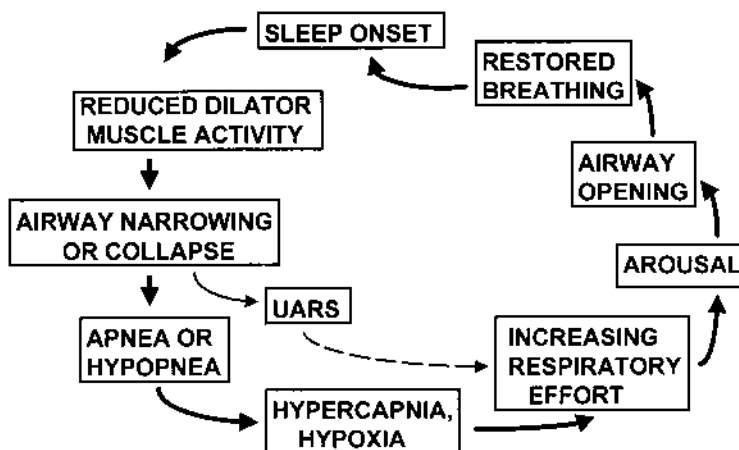 SLEEP ONSET
REDUCED DILATOR
MUSCLE ACTIVITY
AIRWAY NARROWING
OR COLLAPSE
UARS
APNEA OR
HYPOPNEA
HYPERCAPNIA,
HYPOXIA
INCREASING
RESPIRATORY
EFFORT
AROUSAL
AIRWAY
OPENING
RESTORED
BREATHING